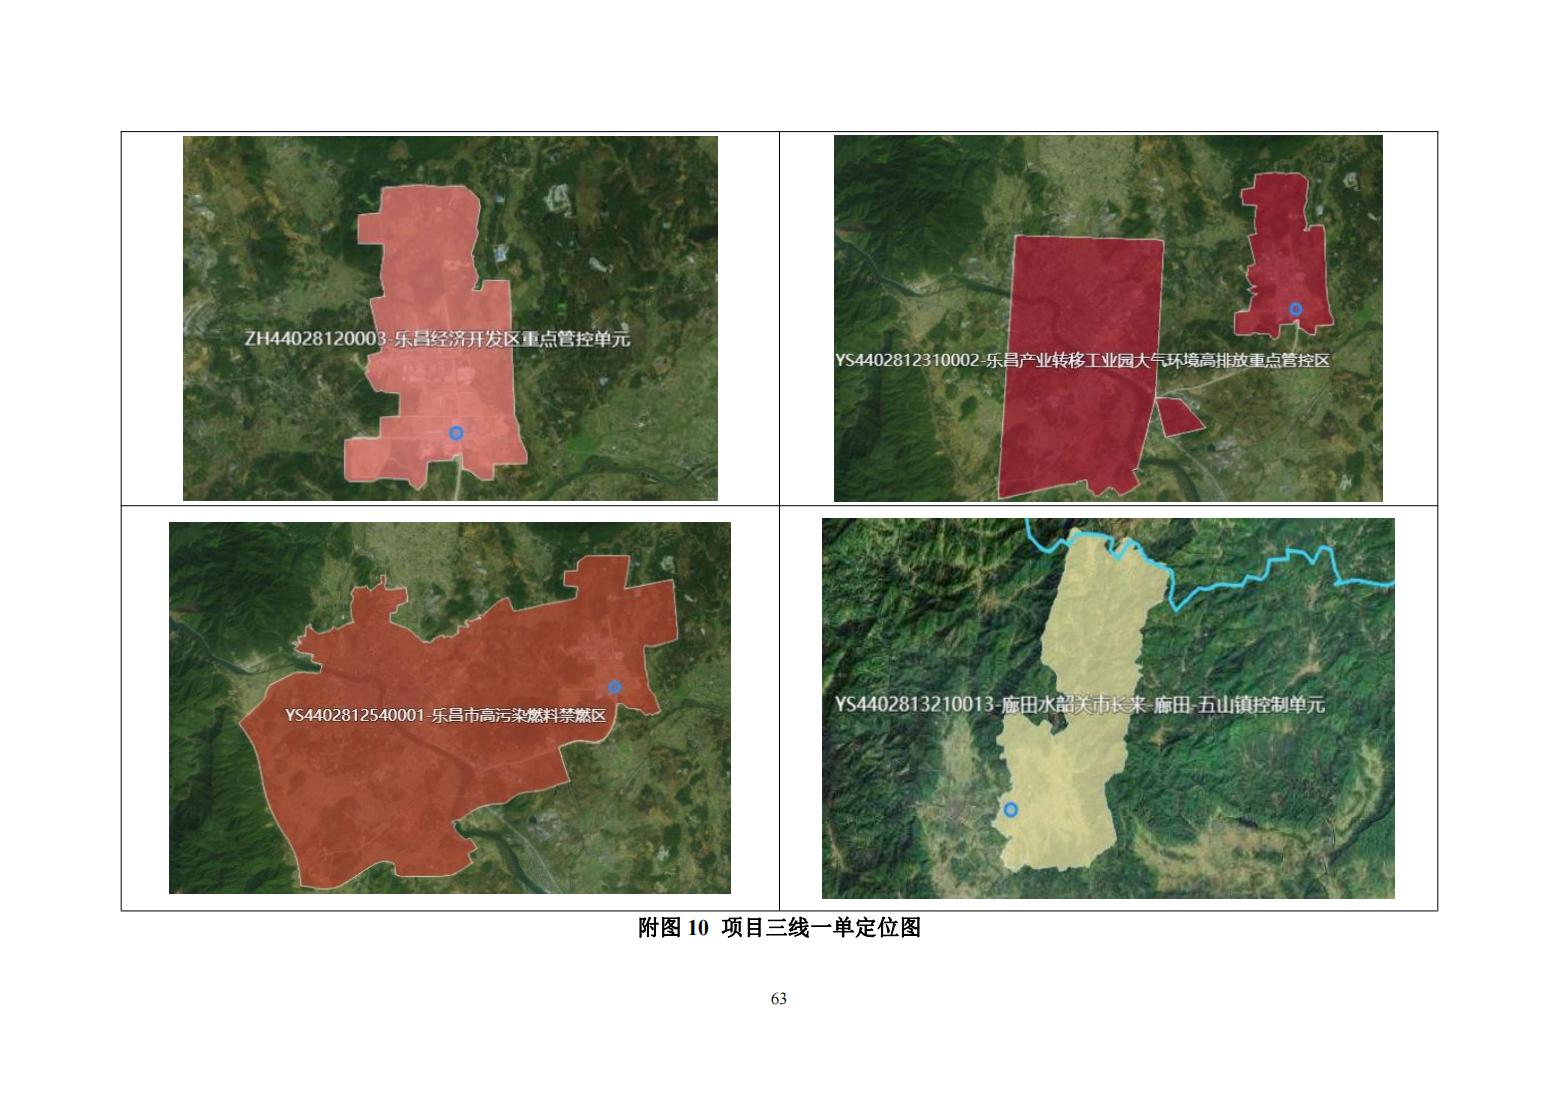 ZH44028120003-乐昌经济开发区重点管控单元
YS4402812310002-乐昌产业转移工业园大气环境高排放重点管控区
YS4402812540001-乐昌市高污染燃料禁燃区
YS4402813210013-廊田水韶关市长来-廊田-五山镇控制单元
附图 10 项目三线一单定位图
63